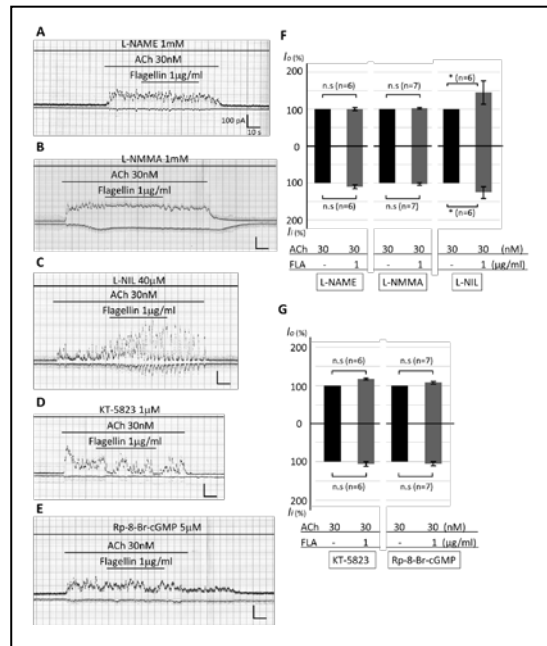 A
L-NAME 1mM
ACh 30nM
Flagellin 1µg/ml
100 pA
10 s
B
L-NMMA 1mM
ACh 30nM
Flagellin 1µg/ml
C
L-NIL 40µM
ACh 30nM
Flagellin 1µg/ml
D
KT-5823 1µM
ACh 30nM
Flagellin 1µg/ml
E
Rp-8-Br-cGMP 5µM
ACh 30nM
Flagellin 1µg/ml
F
Io (%)
200
100
0
100
200
Ii (%)
n.s (n=6) n.s (n=7) * (n=6)
n.s (n=6) n.s (n=7) * (n=6)
ACh 30 30 30 30 30 30 (nM)
FLA - 1 - 1 - 1 (µg/ml)
L-NAME L-NMMA L-NIL
G
Io (%)
200
100
0
100
200
Ii (%)
n.s (n=6) n.s (n=7)
n.s (n=6) n.s (n=7)
ACh 30 30 30 30 (nM)
FLA - 1 - 1 (µg/ml)
KT-5823 Rp-8-Br-cGMP